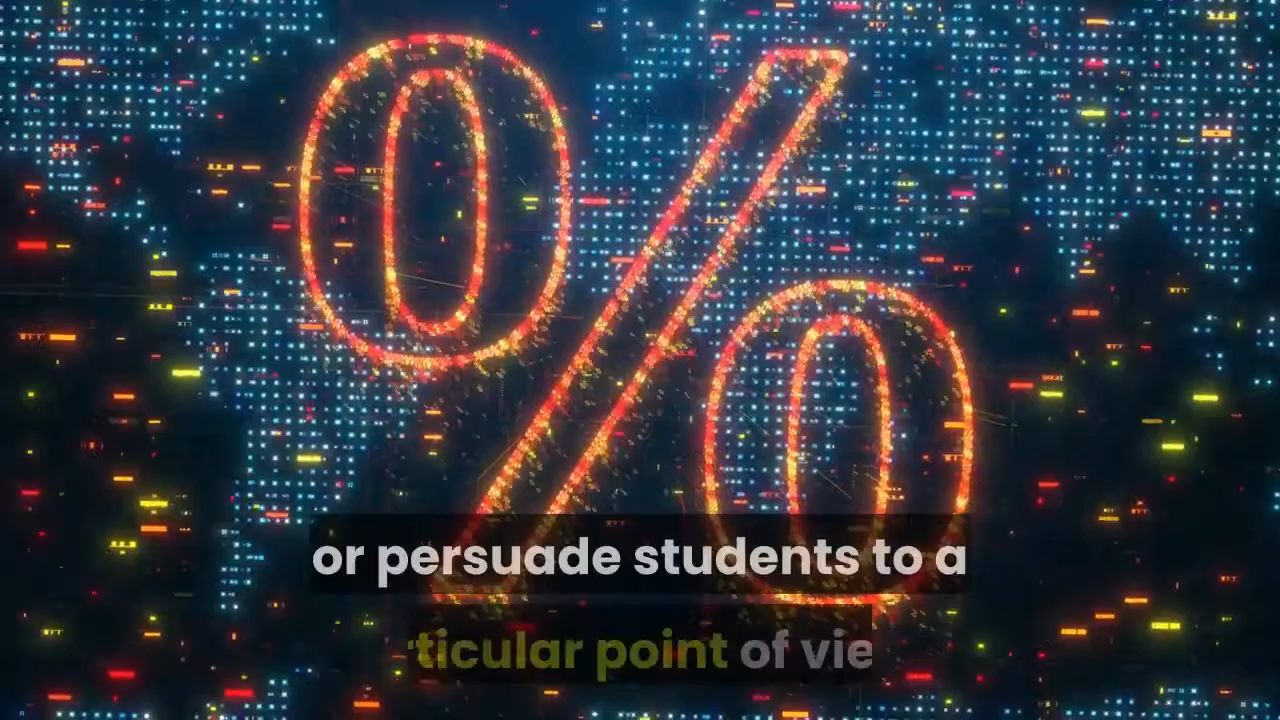 %
or persuade students to a
ticular point of vie